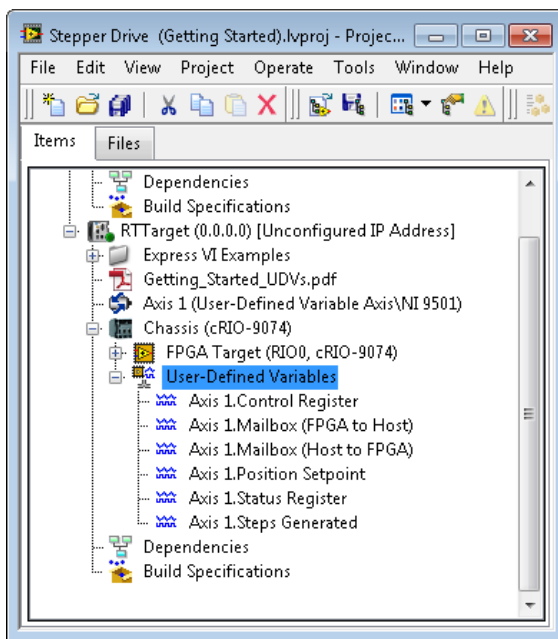 Stepper Drive (Getting Started).lvproj - Projec...
File Edit View Project Operate Tools Window Help
Items Files
Dependencies
Build Specifications
RTTarget (0.0.0.0) [Unconfigured IP Address]
Express VI Examples
Getting_Started_UDVs.pdf
Axis 1 (User-Defined Variable Axis\NI 9501)
Chassis (cRIO-9074)
FPGA Target (RIO0, cRIO-9074)
User-Defined Variables
Axis 1.Control Register
Axis 1.Mailbox (FPGA to Host)
Axis 1.Mailbox (Host to FPGA)
Axis 1.Position Setpoint
Axis 1.Status Register
Axis 1.Steps Generated
Dependencies
Build Specifications